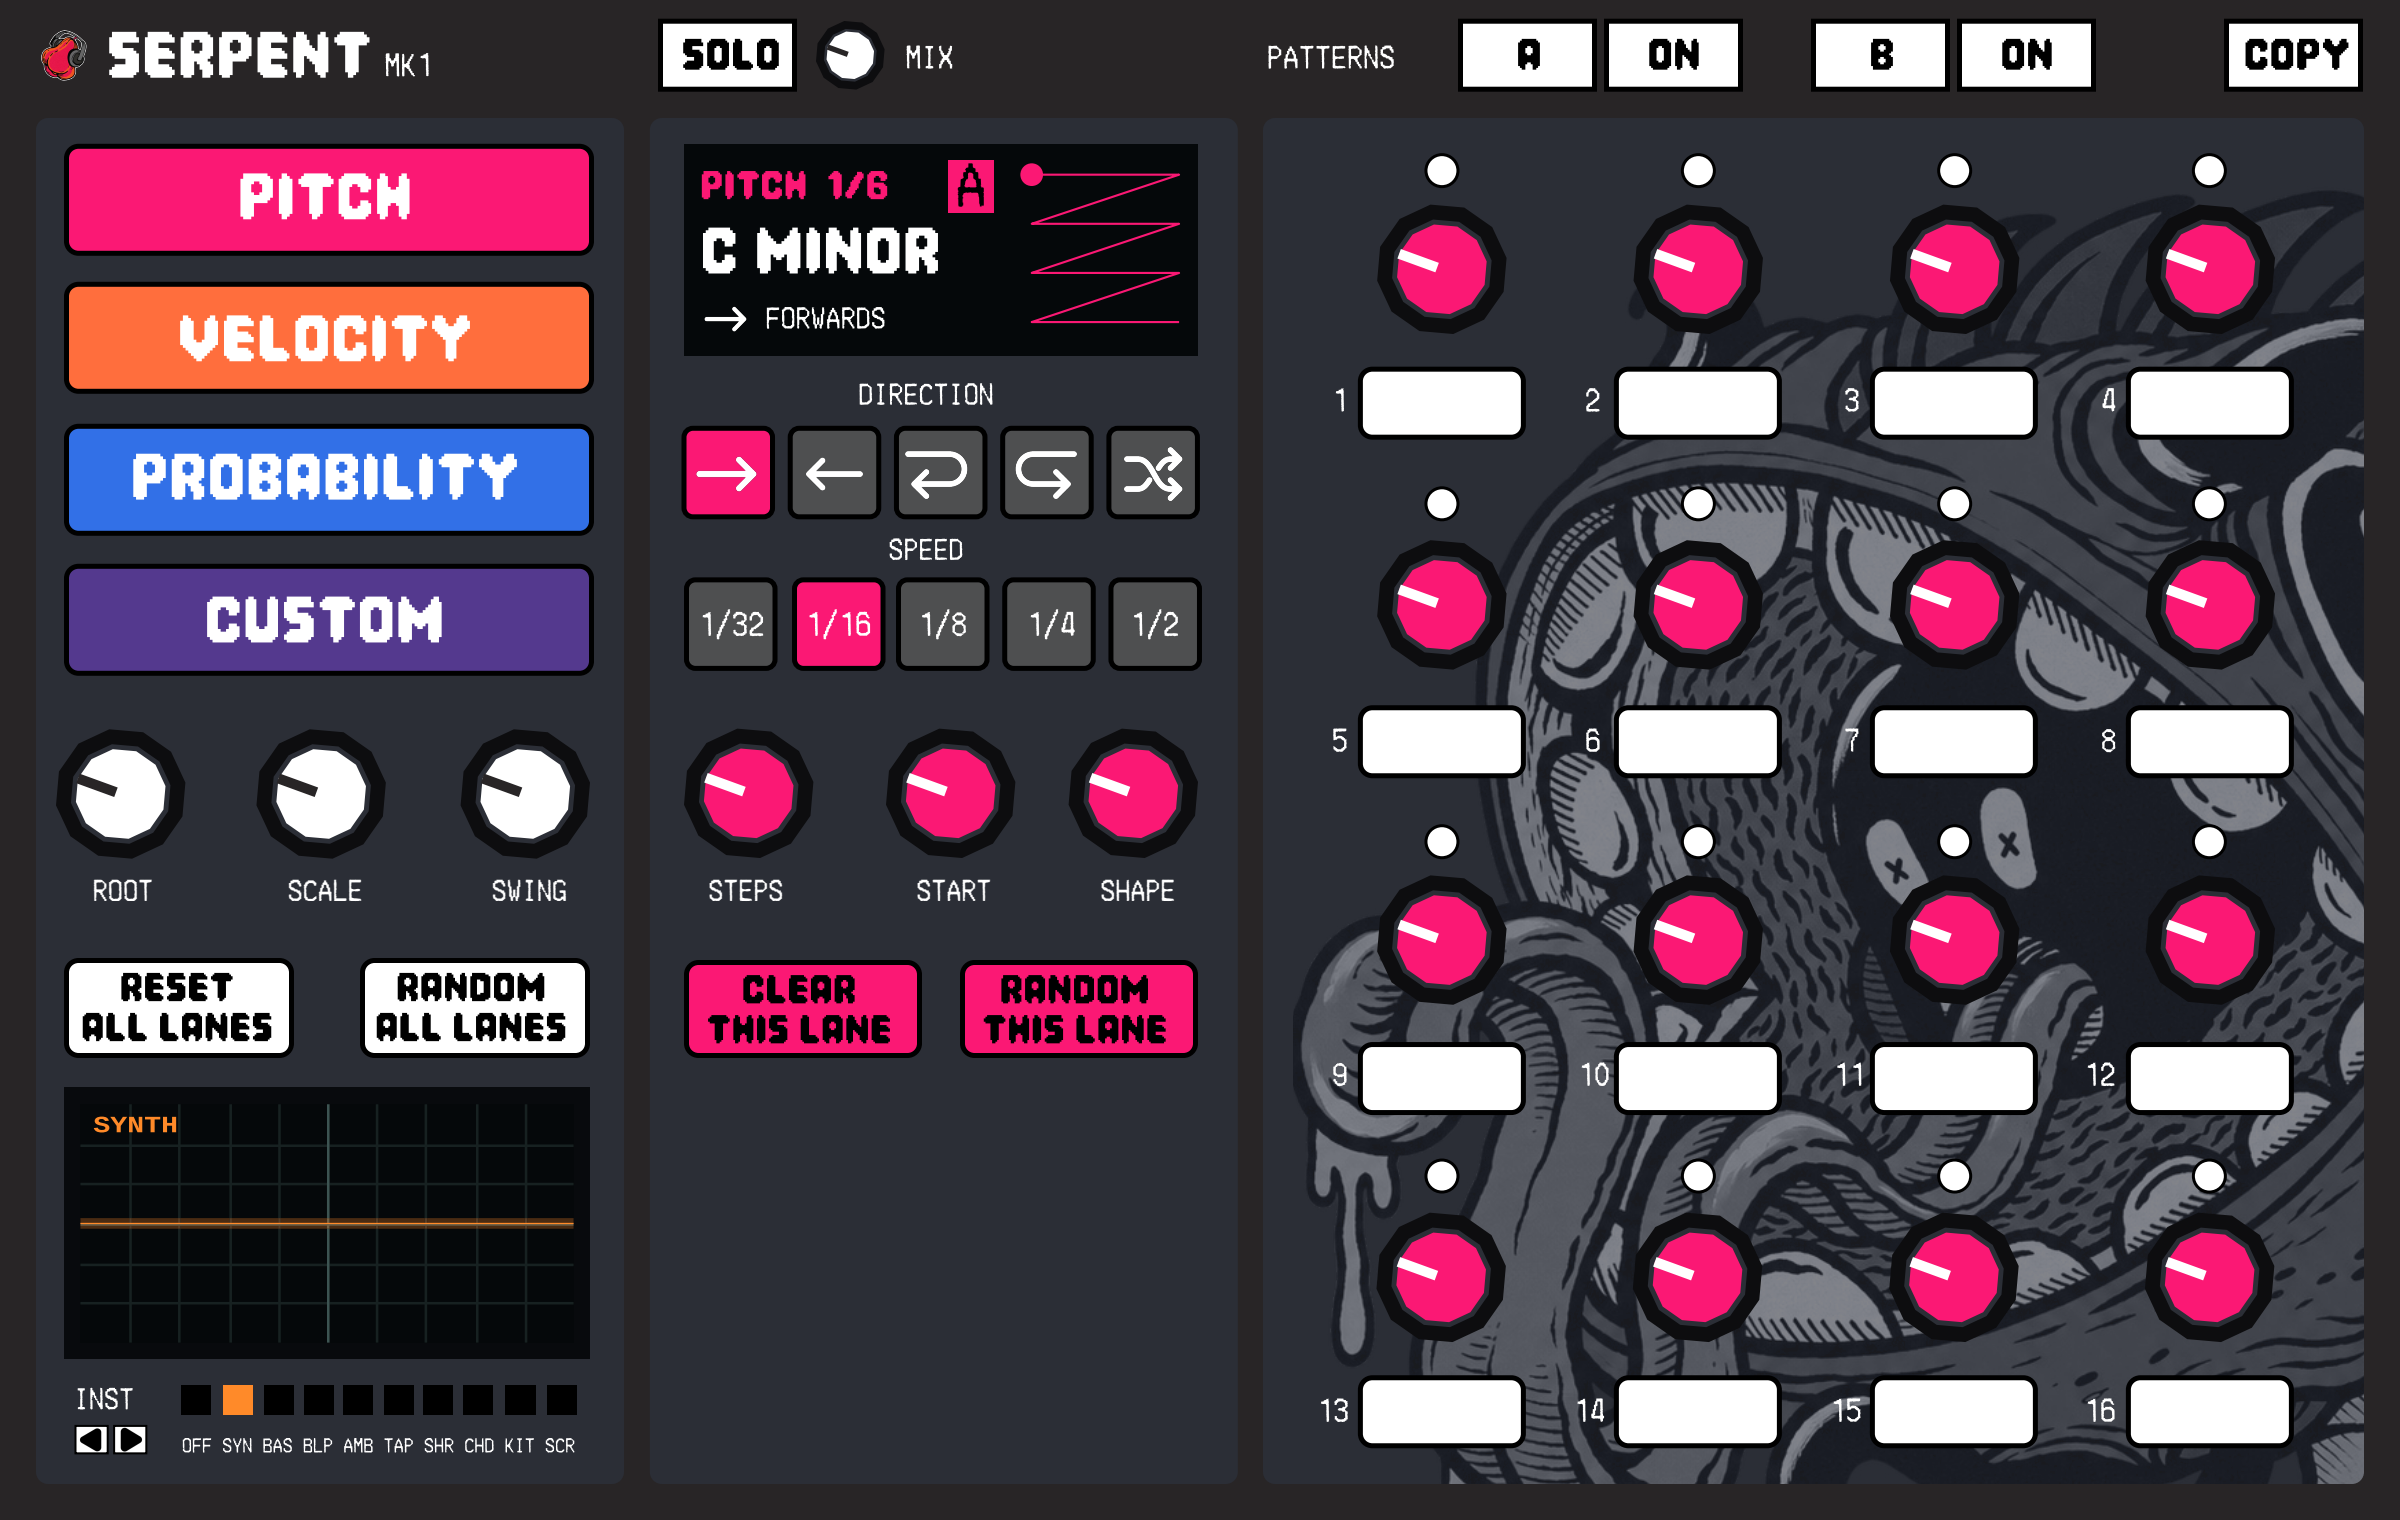 SERPENT MK1
SOLO
MIX
PATTERNS
A
ON
B
ON
COPY
PITCH
VELOCITY
PROBABILITY
CUSTOM
ROOT
SCALE
SWING
RESET
ALL LANES
RANDOM
ALL LANES
SYNTH
INST
OFF SYN BAS BLP AMB TAP SHR CHD KIT SCR
PITCH 1/6
A
C MINOR
FORWARDS
DIRECTION
SPEED
1/32 1/16 1/8 1/4 1/2
STEPS
START
SHAPE
CLEAR
THIS LANE
RANDOM
THIS LANE
1 2 3 4
5 6 7 8
9 10 11 12
13 14 15 16